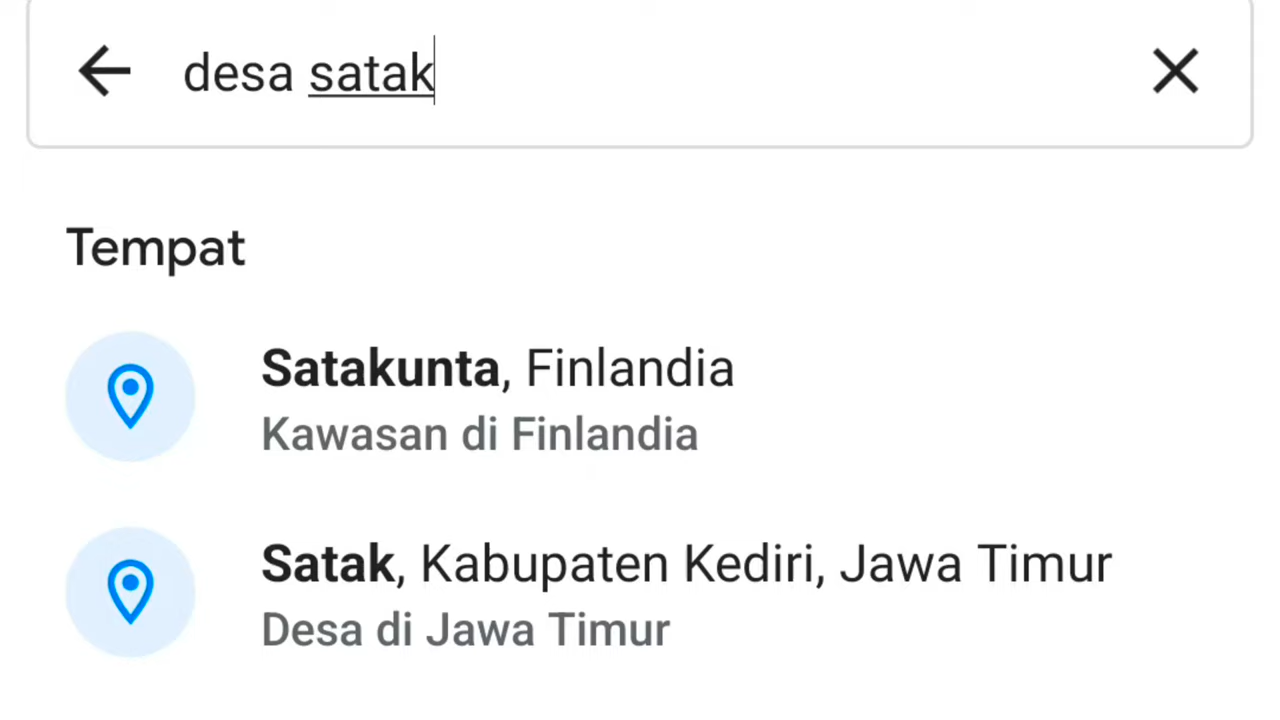 desa satak
Tempat
Satakunta, Finlandia
Kawasan di Finlandia
Satak, Kabupaten Kediri, Jawa Timur
Desa di Jawa Timur